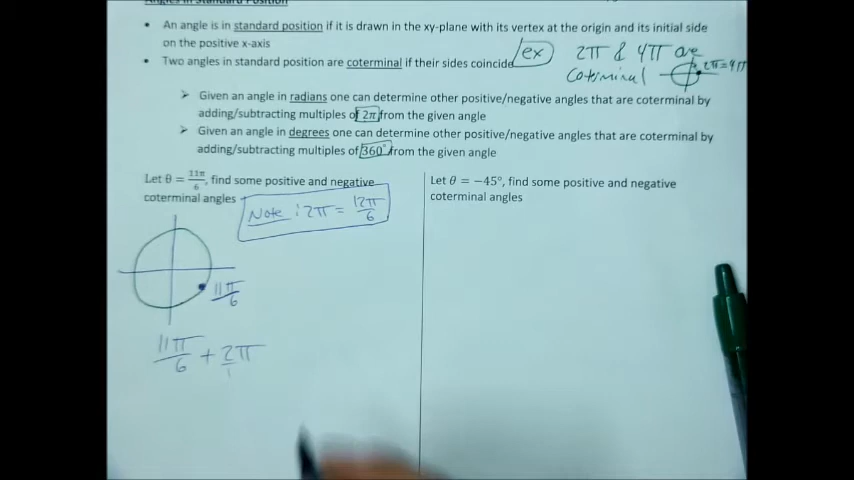 Angles in Standard Position
• An angle is in standard position if it is drawn in the xy-plane with its vertex at the origin and its initial side
on the positive x-axis
• Two angles in standard position are coterminal if their sides coincide
ex 2π & 4π are
coterminal
2π=4π
➤ Given an angle in radians one can determine other positive/negative angles that are coterminal by
adding/subtracting multiples of 2π from the given angle
➤ Given an angle in degrees one can determine other positive/negative angles that are coterminal by
adding/subtracting multiples of 360° from the given angle
Let θ = 11π/6, find some positive and negative
coterminal angles
Note: 2π = 12π/6
11π/6
11π/6 + 2π/1
Let θ = −45°, find some positive and negative
coterminal angles